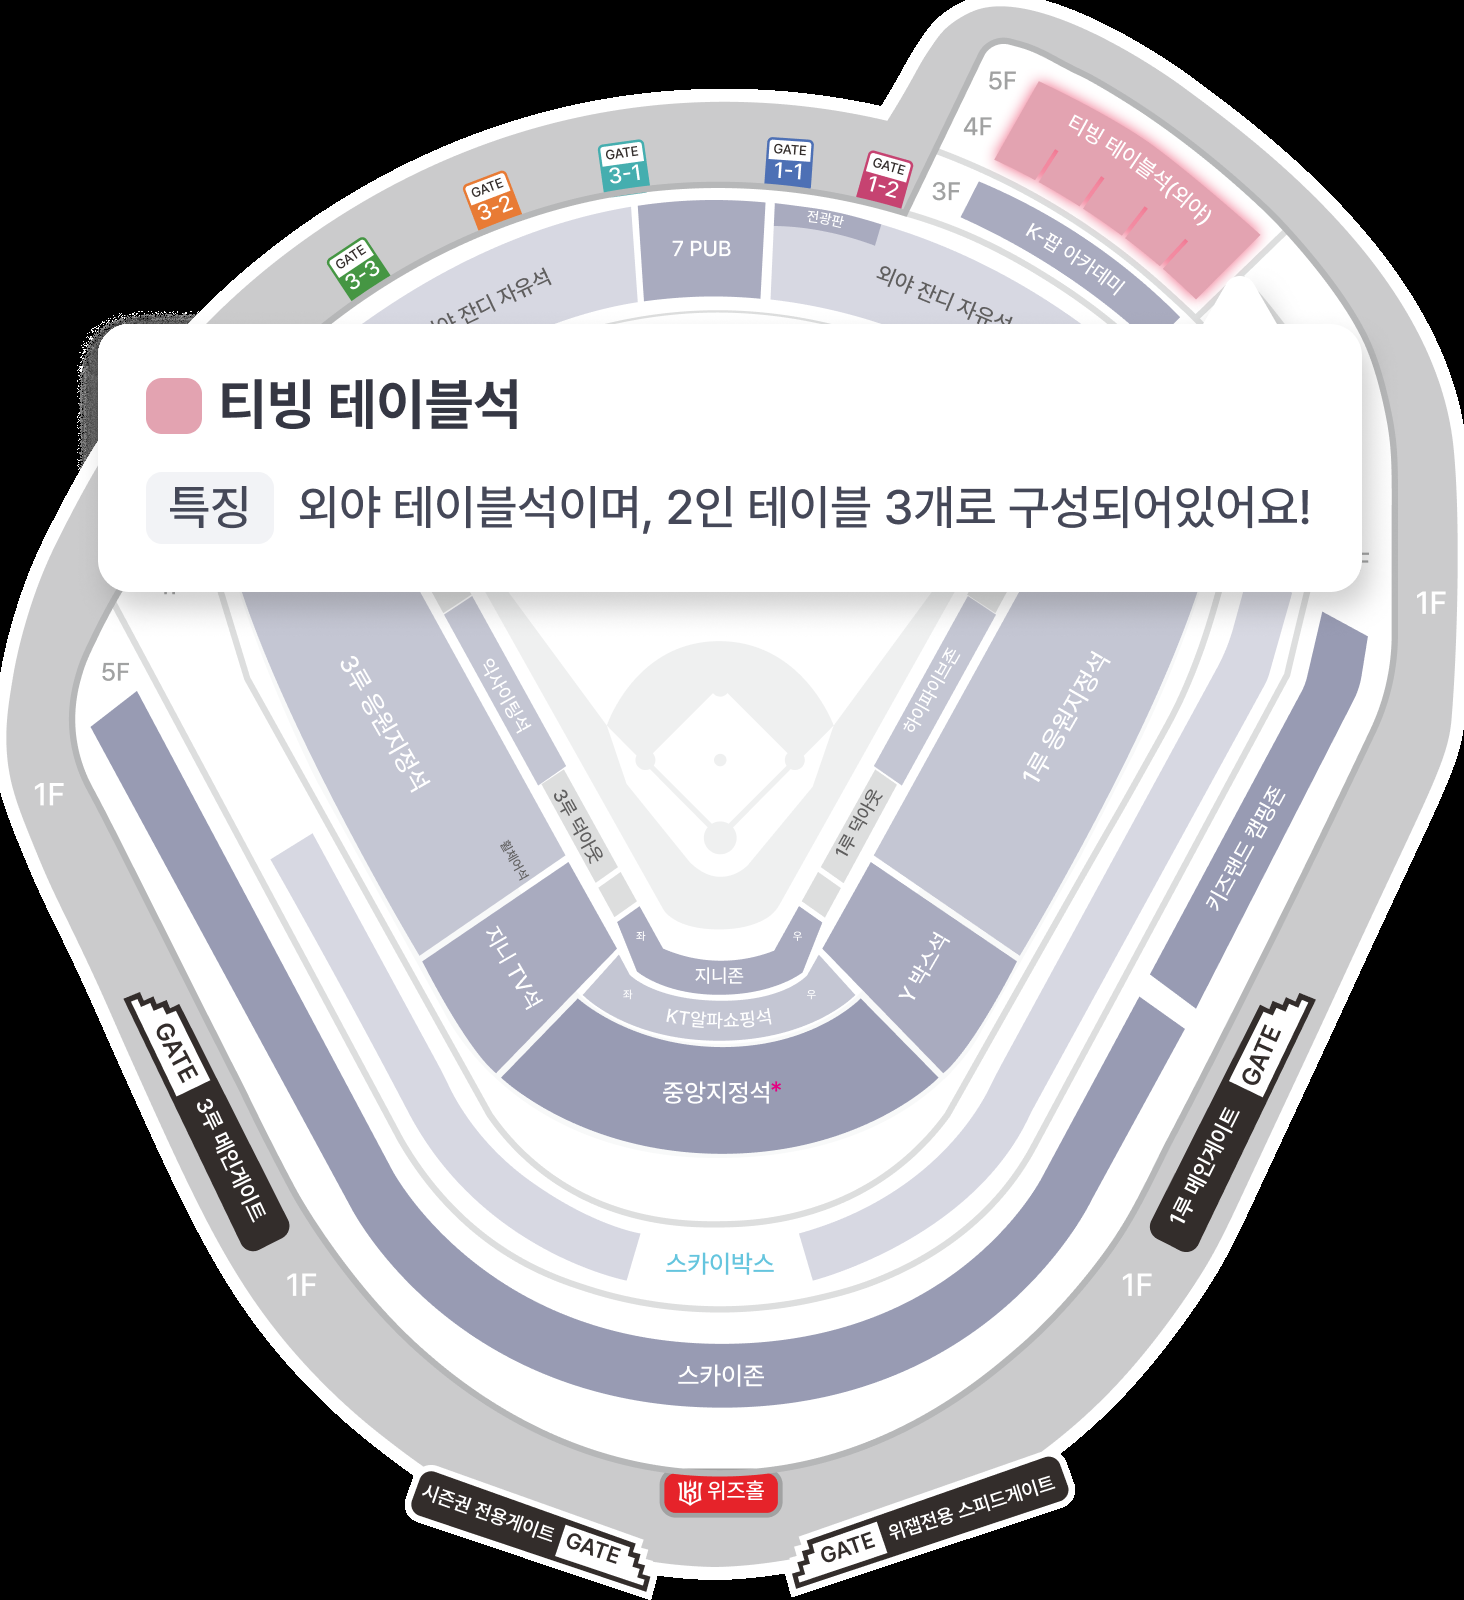 5F
4F
티빙 테이블석(외야)
3F
K-팝 아카데미
GATE
3-1
GATE
1-1
GATE
1-2
GATE
3-2
GATE
3-3
전광판
7 PUB
잔디 자유석
외야 잔디 자유석
티빙 테이블석
특징 외야 테이블석이며, 2인 테이블 3개로 구성되어있어요!
1F
5F
3루 응원지정석
익사이팅석
하이파이브존
1루 응원지정석
1F
3루 덕아웃
1루 덕아웃
키즈랜드 캠핑존
휠체어석
지니 TV석
좌
우
지니존
Y 박스석
좌
우
KT알파쇼핑석
중앙지정석*
GATE
3루 메인게이트
GATE
1루 메인게이트
스카이박스
1F
1F
스카이존
위즈홀
시즌권 전용게이트 GATE
GATE 위잽전용 스피드게이트